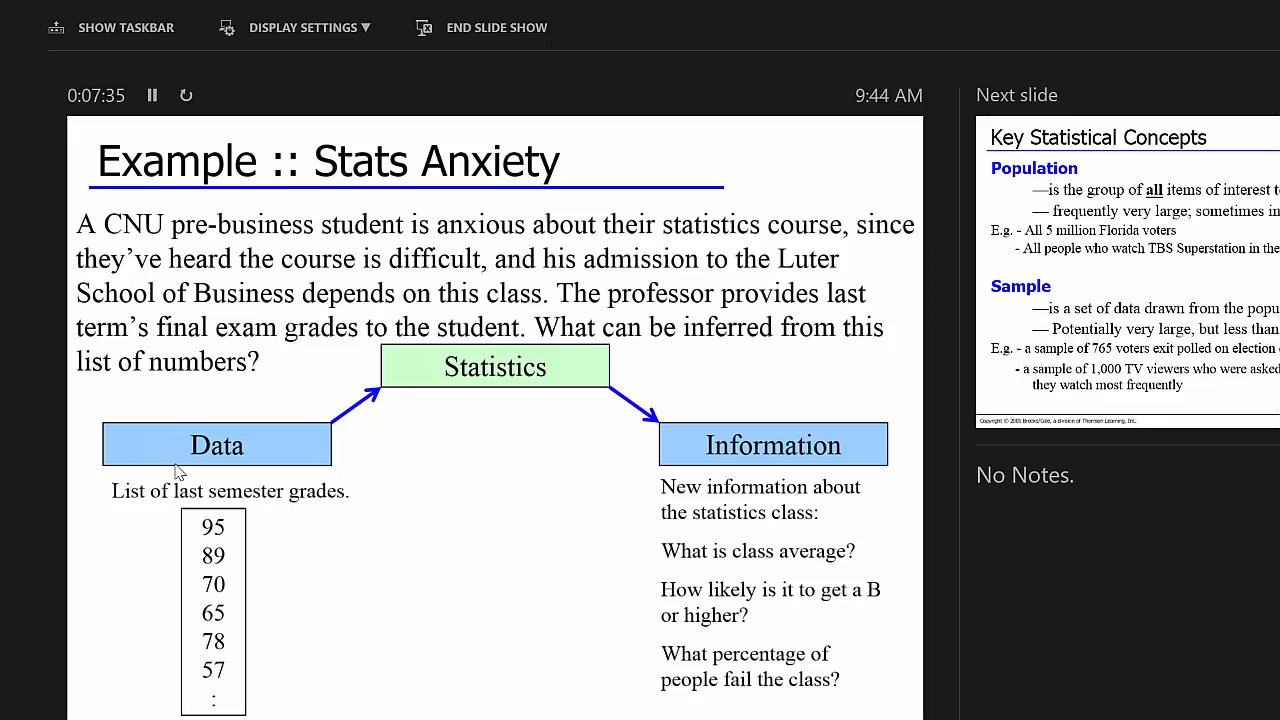 SHOW TASKBAR DISPLAY SETTINGS ▼ END SLIDE SHOW
0:07:35 9:44 AM
Example :: Stats Anxiety
A CNU pre-business student is anxious about their statistics course, since
they’ve heard the course is difficult, and his admission to the Luter
School of Business depends on this class. The professor provides last
term’s final exam grades to the student. What can be inferred from this
list of numbers?
Statistics
Data
Information
List of last semester grades.
95
89
70
65
78
57
:
New information about
the statistics class:
What is class average?
How likely is it to get a B
or higher?
What percentage of
people fail the class?
Next slide
Key Statistical Concepts
Population
—is the group of all items of interest t
— frequently very large; sometimes in
E.g. - All 5 million Florida voters
- All people who watch TBS Superstation in the
Sample
—is a set of data drawn from the popu
— Potentially very large, but less than
E.g. - a sample of 765 voters exit polled on election
- a sample of 1,000 TV viewers who were asked
they watch most frequently
Copyright © 2005 Brooks/Cole, a division of Thomson Learning, Inc.
No Notes.